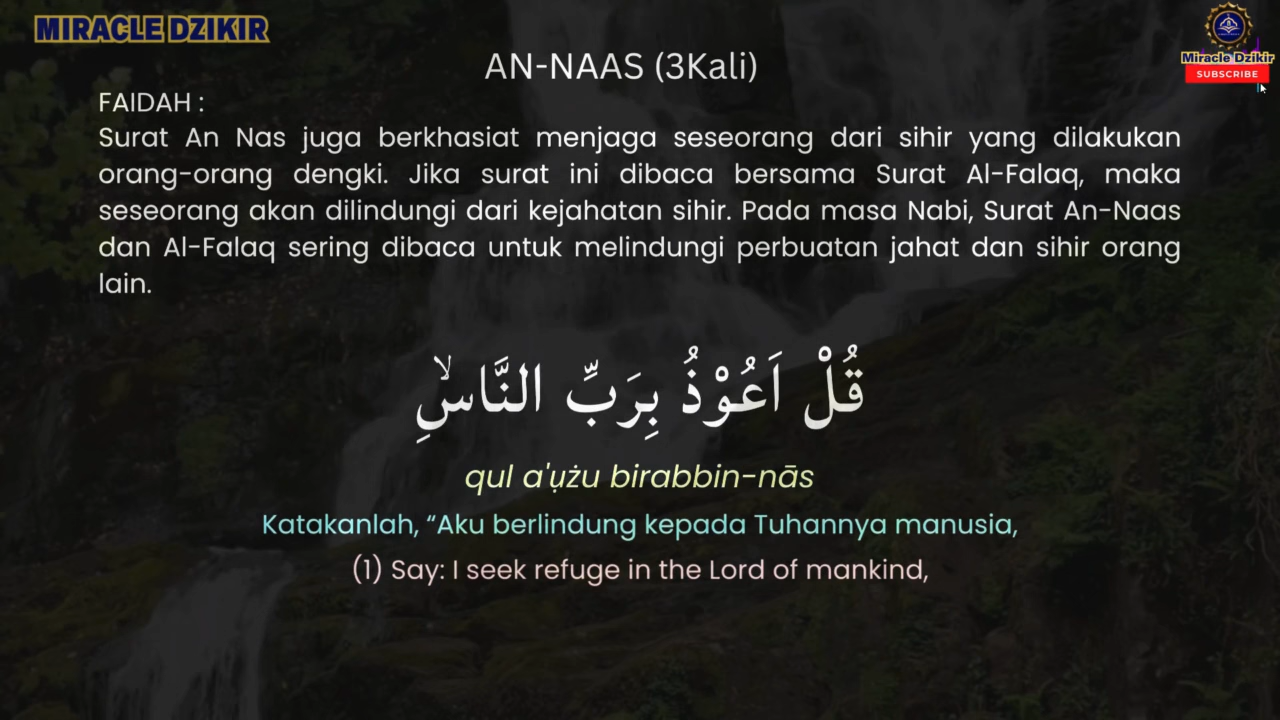 MIRACLE DZIKIR
Miracle Dzikir
SUBSCRIBE
AN-NAAS (3Kali)
FAIDAH :
Surat An Nas juga berkhasiat menjaga seseorang dari sihir yang dilakukan
orang-orang dengki. Jika surat ini dibaca bersama Surat Al-Falaq, maka
seseorang akan dilindungi dari kejahatan sihir. Pada masa Nabi, Surat An-Naas
dan Al-Falaq sering dibaca untuk melindungi perbuatan jahat dan sihir orang
lain.
قُلْ اَعُوْذُ بِرَبِّ النَّاسِۙ
qul a'ụżu birabbin-nās
Katakanlah, “Aku berlindung kepada Tuhannya manusia,
(1) Say: I seek refuge in the Lord of mankind,